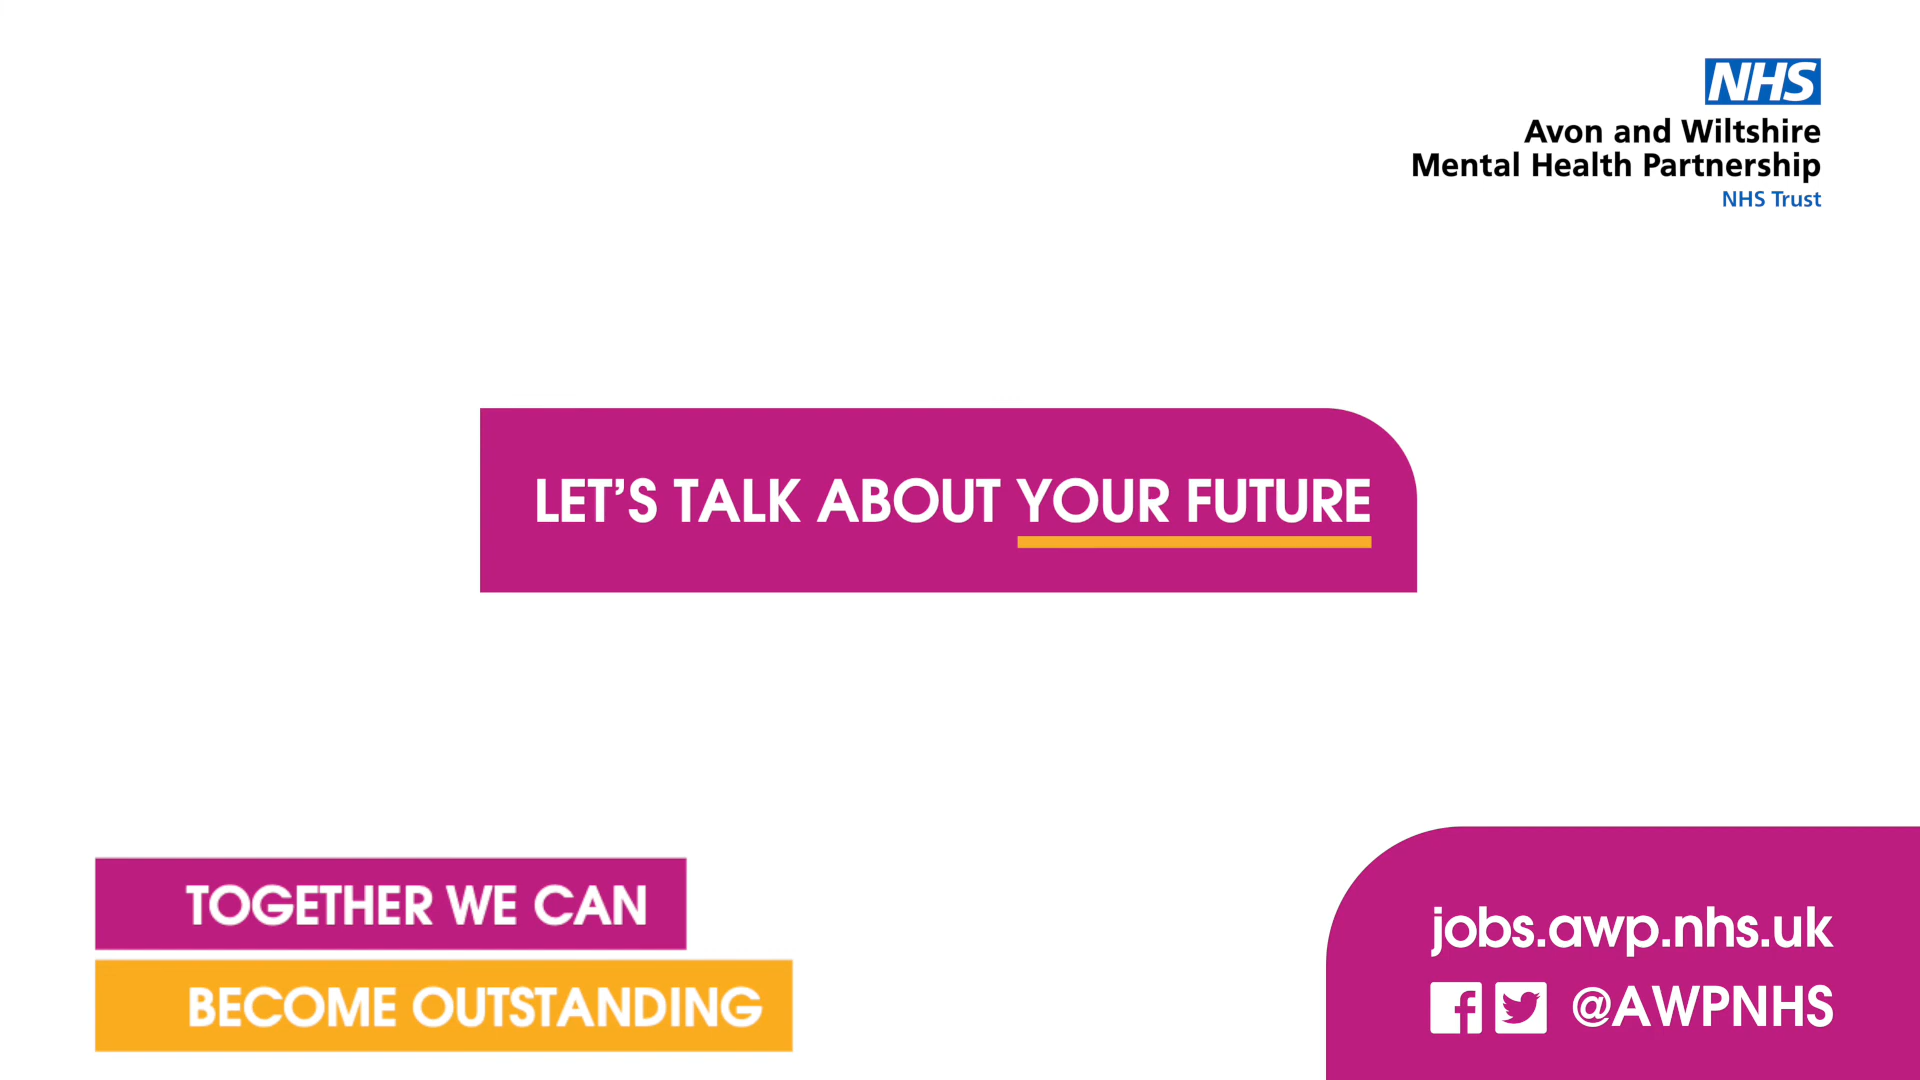 NHS
Avon and Wiltshire
Mental Health Partnership
NHS Trust
LET’S TALK ABOUT YOUR FUTURE
TOGETHER WE CAN
BECOME OUTSTANDING
jobs.awp.nhs.uk
@AWPNHS